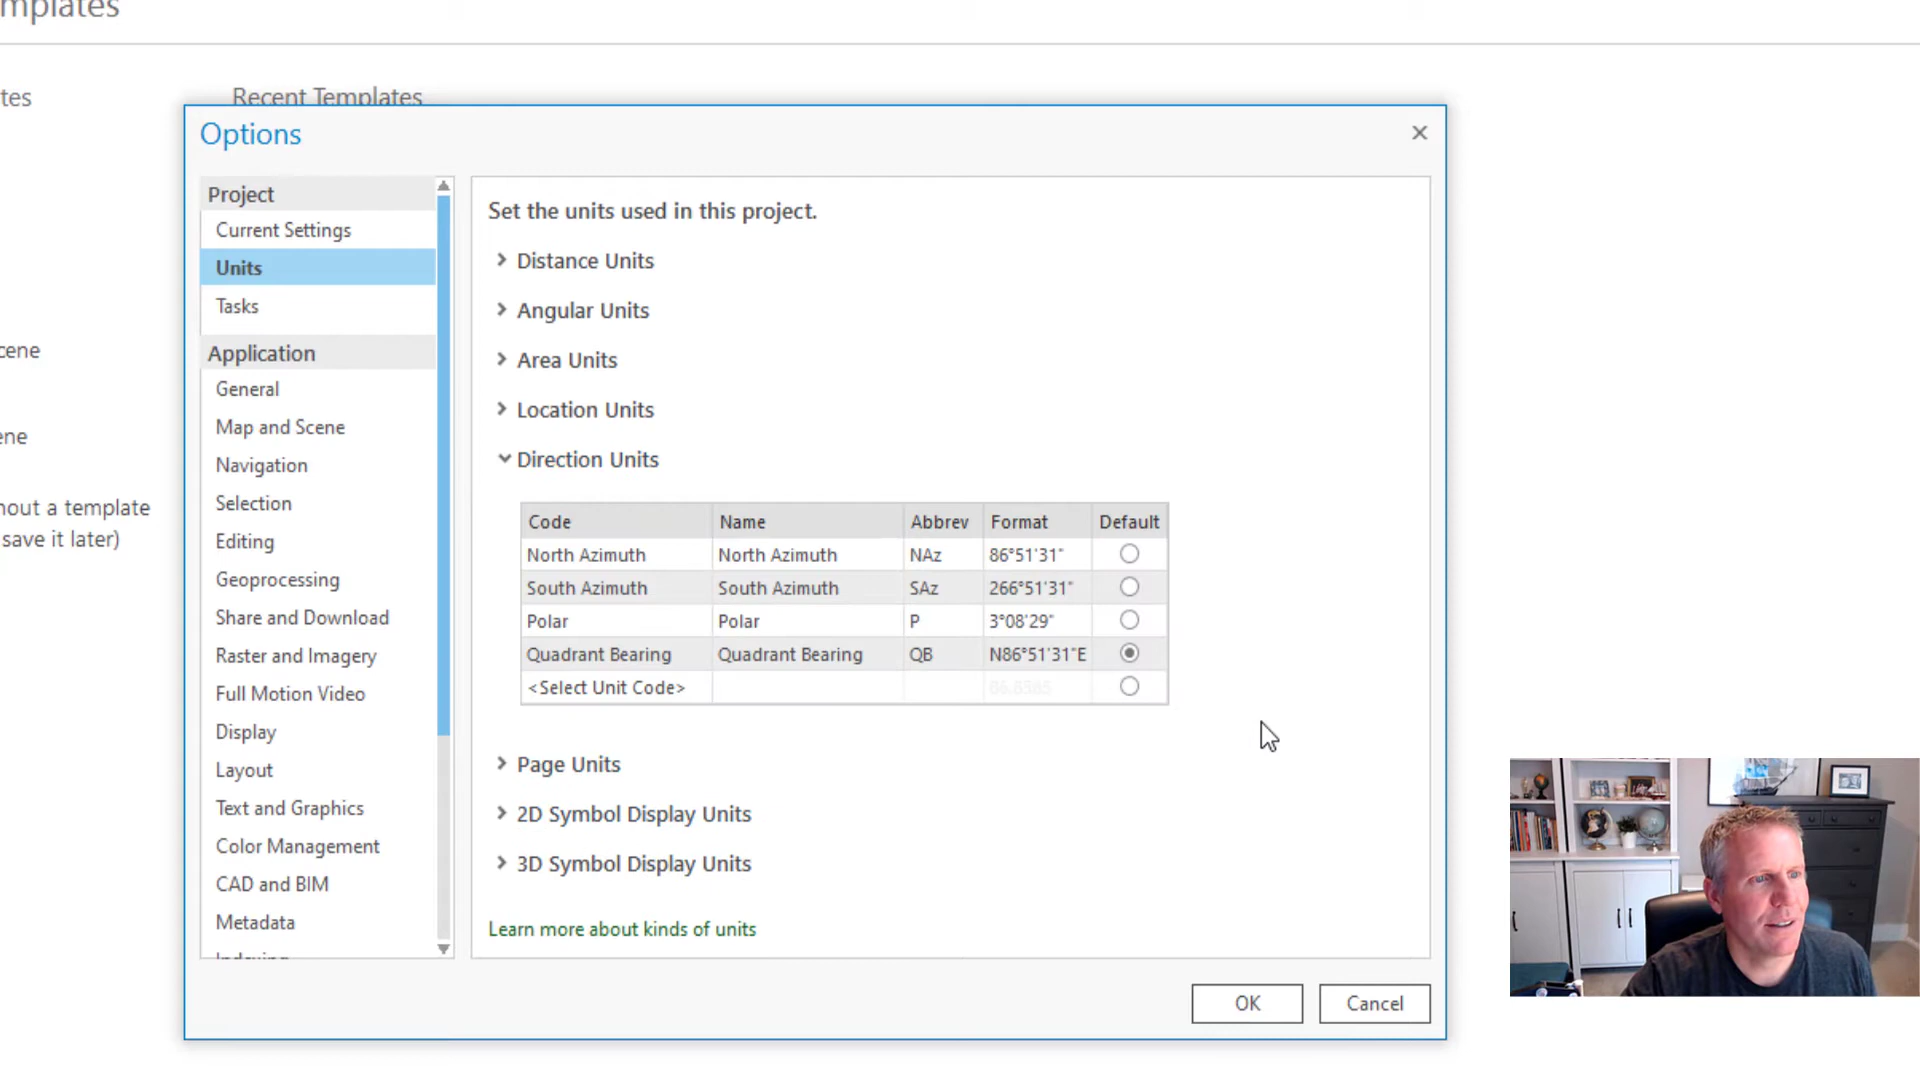 emplates
tes
Recent Templates
Options
Project
Current Settings
Units
Tasks
Application
General
Map and Scene
Navigation
Selection
Editing
Geoprocessing
Share and Download
Raster and Imagery
Full Motion Video
Display
Layout
Text and Graphics
Color Management
CAD and BIM
Metadata
Indexing
cene
ene
hout a template
save it later)
Set the units used in this project.
Distance Units
Angular Units
Area Units
Location Units
Direction Units
Code Name Abbrev Format Default
North Azimuth North Azimuth NAz 86°51'31"
South Azimuth South Azimuth SAz 266°51'31"
Polar Polar P 3°08'29"
Quadrant Bearing Quadrant Bearing QB N86°51'31"E
<Select Unit Code> 86.8585
Page Units
2D Symbol Display Units
3D Symbol Display Units
Learn more about kinds of units
OK Cancel